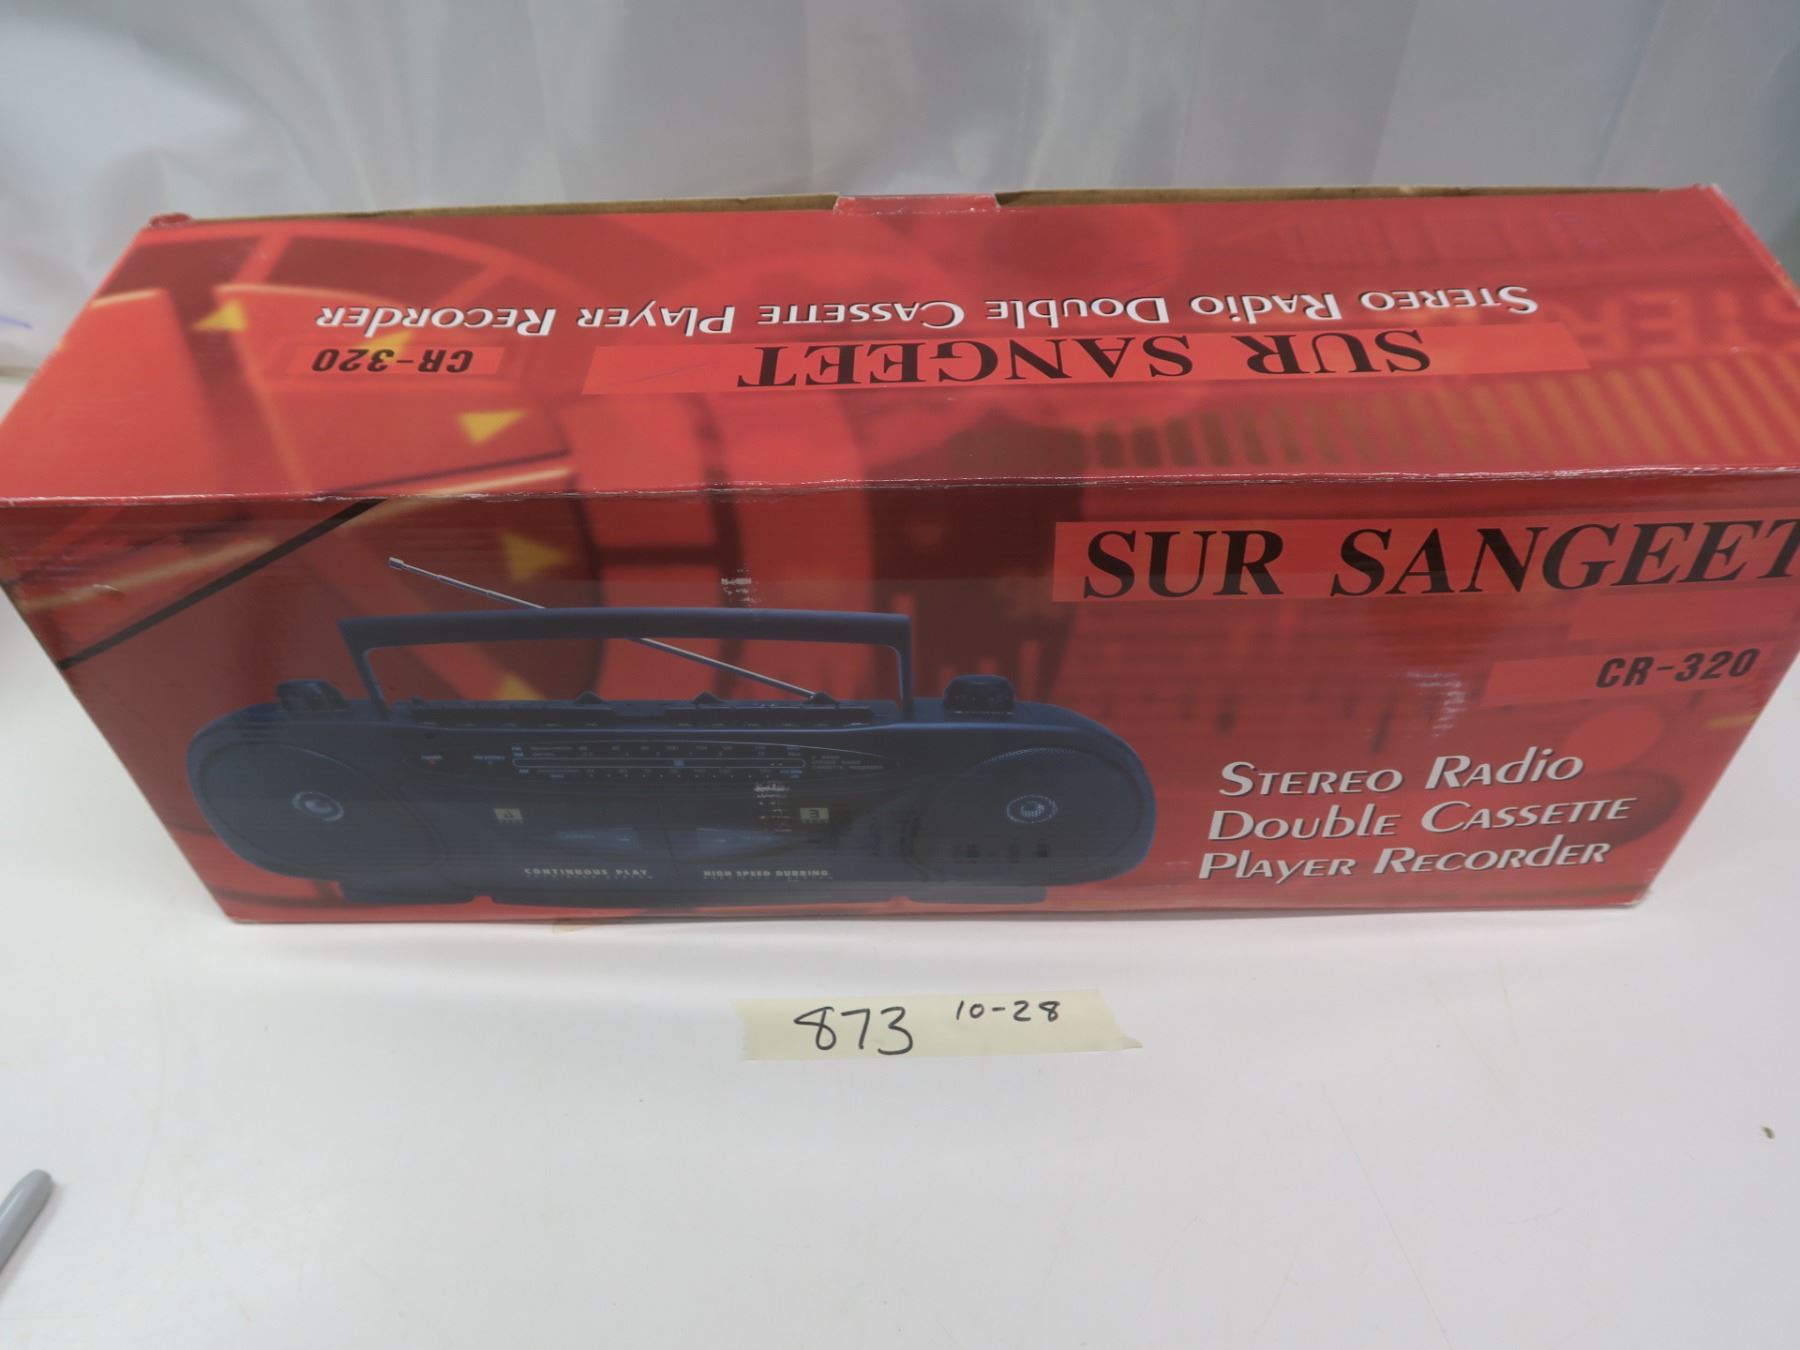 STEREO RADIO DOUBLE CASSETTE PLAYER RECORDER
SUR SANGEET
CR-320
SUR SANGEET
CR-320
STEREO RADIO
DOUBLE CASSETTE
PLAYER RECORDER
CONTINUOUS PLAY
HIGH SPEED DUBBING
873 10-28